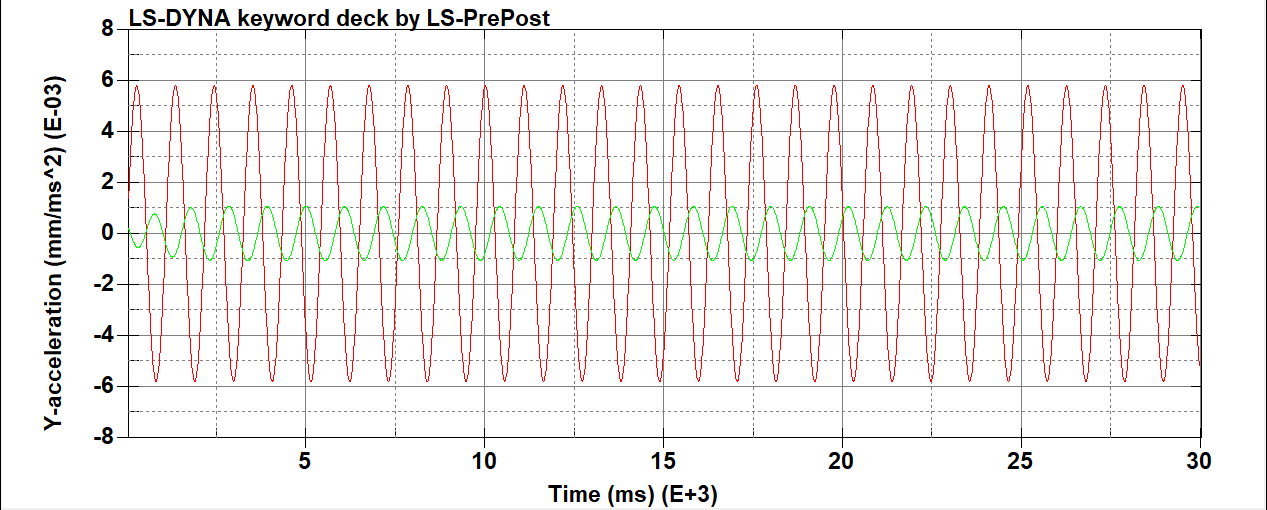 LS-DYNA keyword deck by LS-PrePost
Y-acceleration (mm/ms^2) (E-03)
8
6
4
2
0
-2
-4
-6
-8
5 10 15 20 25 30
Time (ms) (E+3)